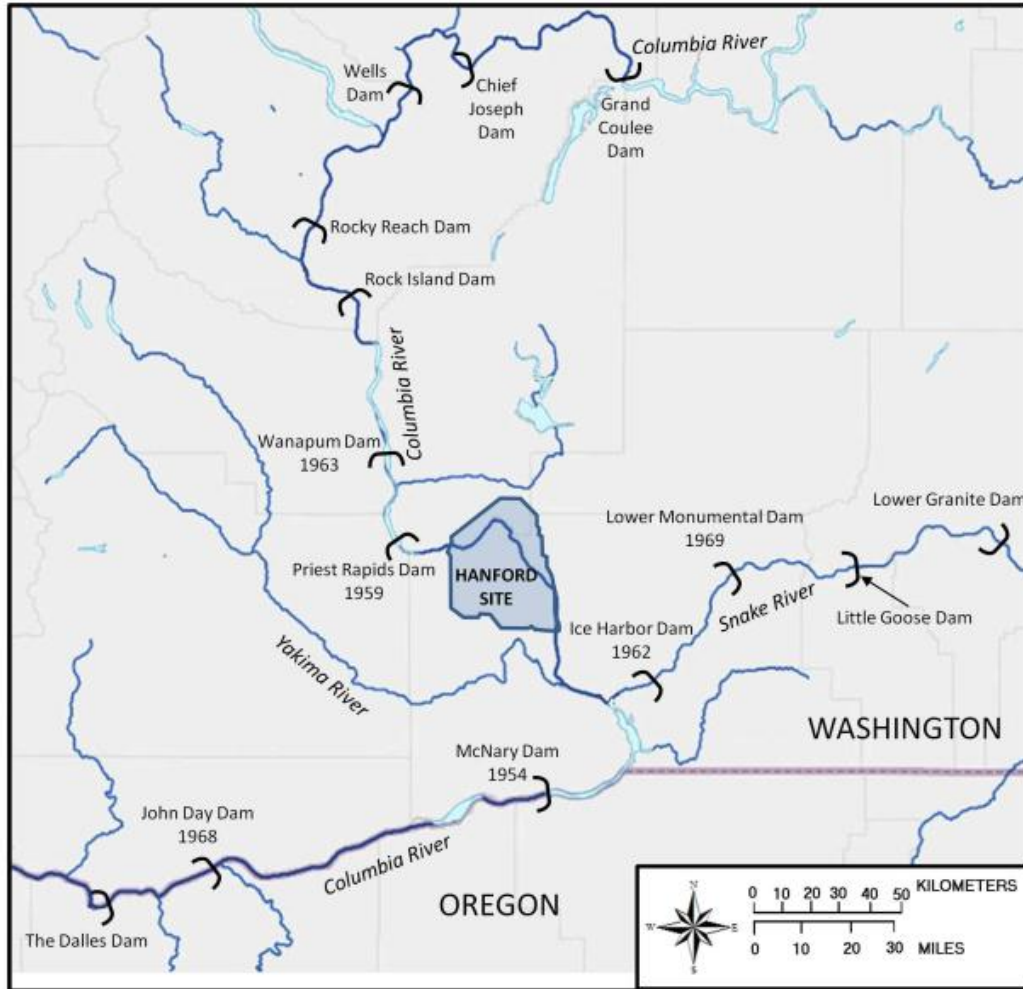 Columbia River
Wells
Dam
Chief
Joseph
Dam
Grand
Coulee
Dam
Rocky Reach Dam
Rock Island Dam
Columbia River
Wanapum Dam
1963
Lower Granite Dam
Lower Monumental Dam
1969
Priest Rapids Dam
1959
HANFORD
SITE
Snake River
Little Goose Dam
Ice Harbor Dam
1962
Yakima River
WASHINGTON
McNary Dam
1954
John Day Dam
1968
Columbia River
OREGON
The Dalles Dam
N
W E
S
0 10 20 30 40 50 KILOMETERS
0 10 20 30 MILES